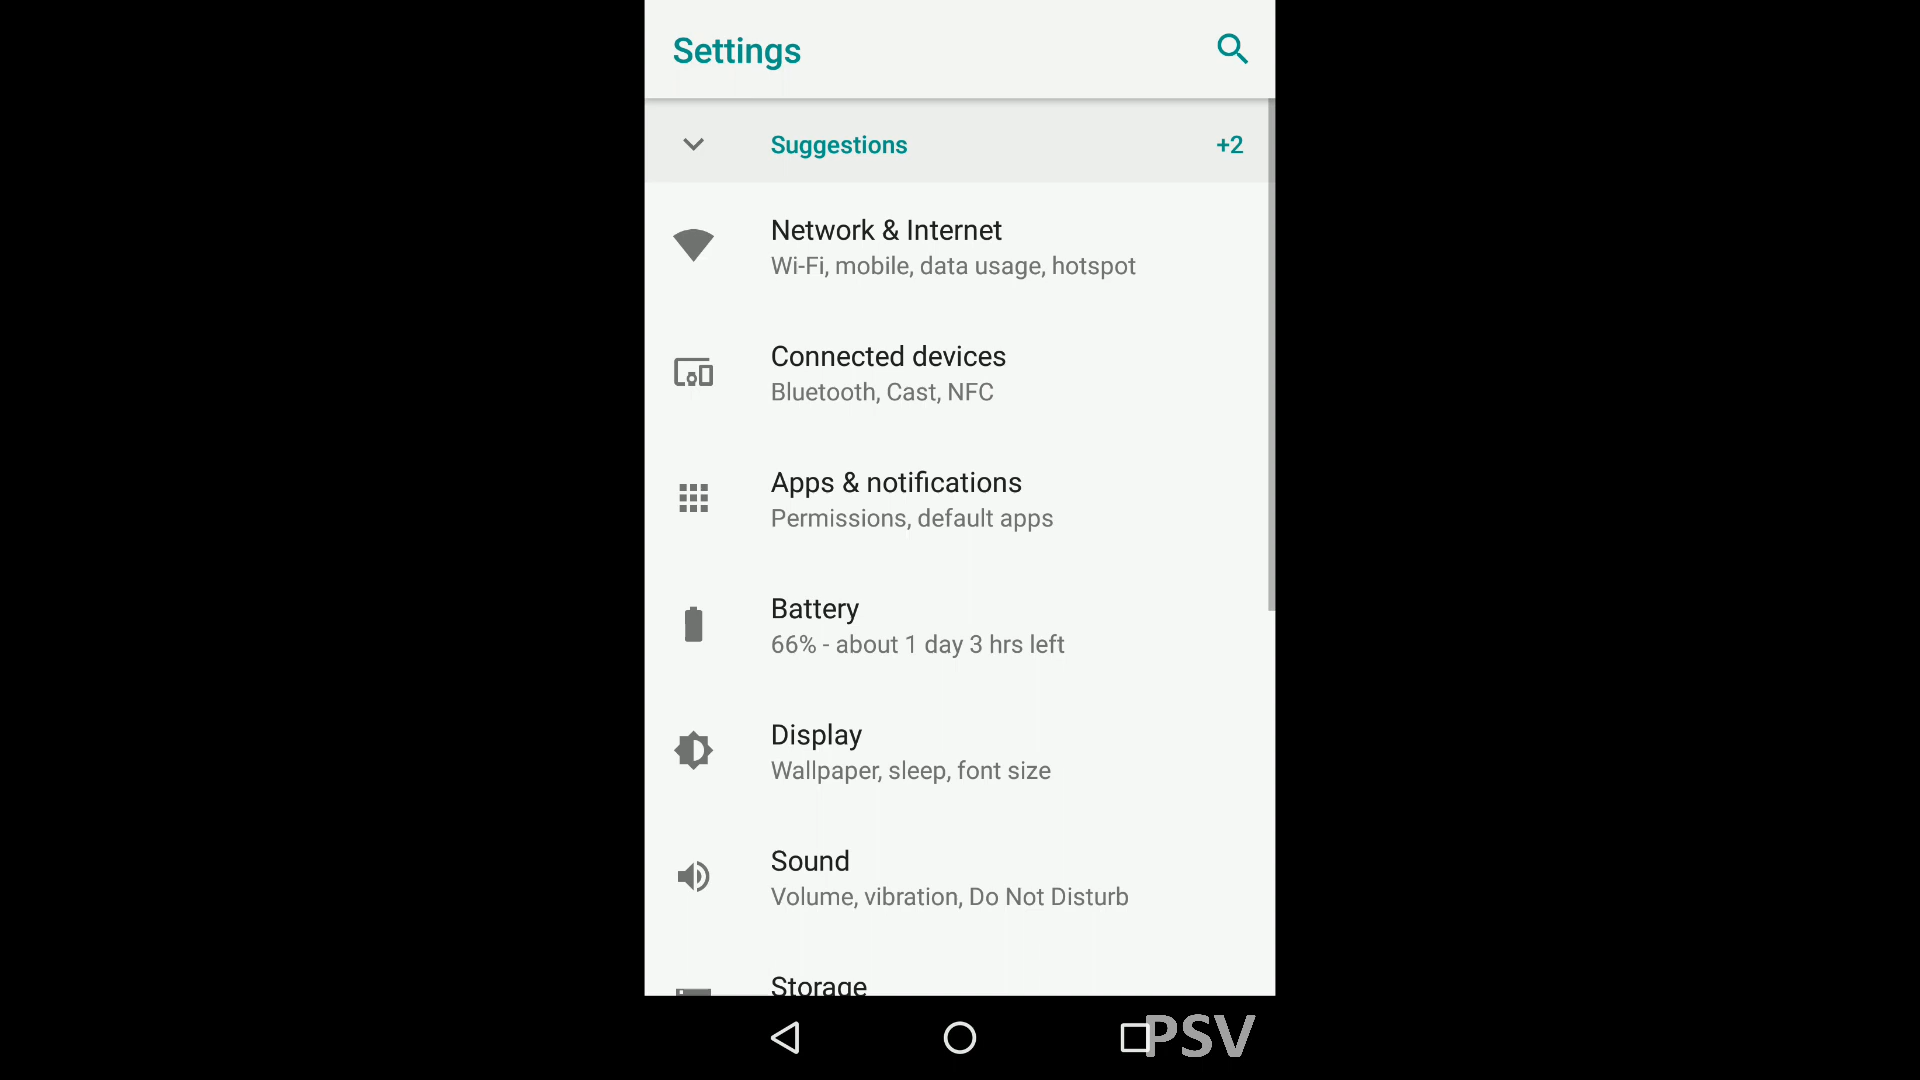 Settings
Suggestions +2
Network & Internet
Wi-Fi, mobile, data usage, hotspot
Connected devices
Bluetooth, Cast, NFC
Apps & notifications
Permissions, default apps
Battery
66% - about 1 day 3 hrs left
Display
Wallpaper, sleep, font size
Sound
Volume, vibration, Do Not Disturb
Storage
PSV